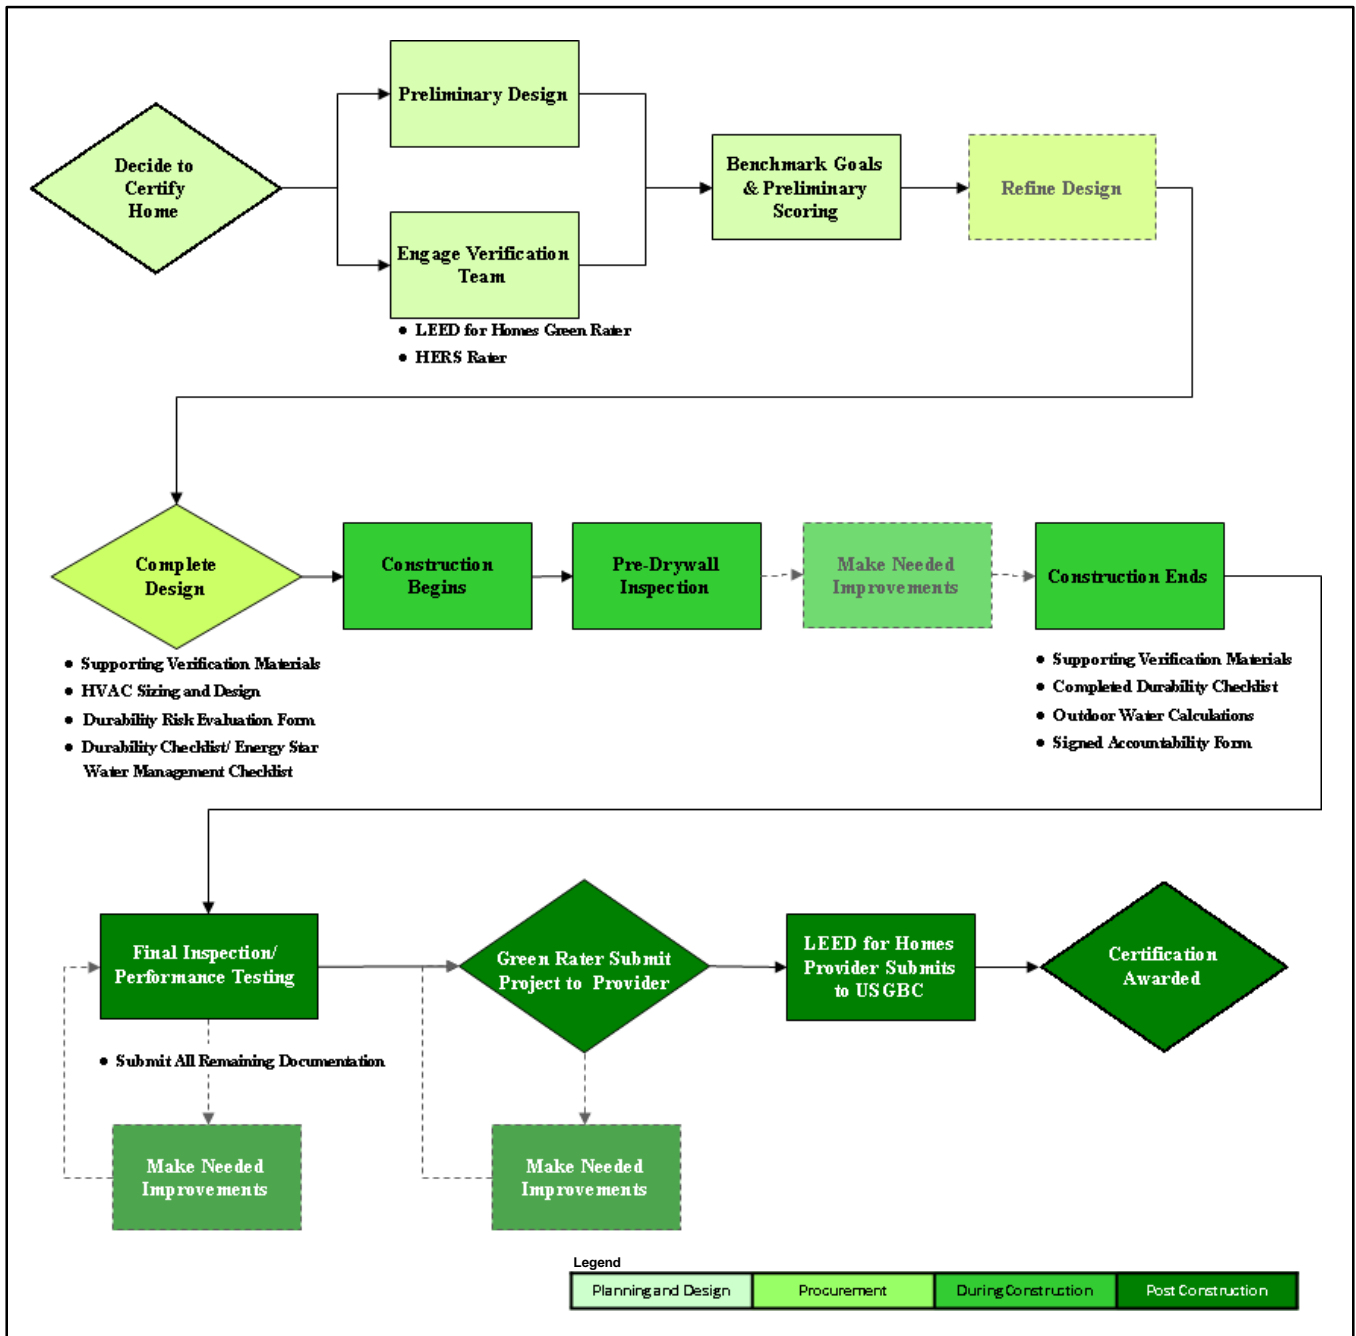 Decide to
Certify
Home
Preliminary Design
Engage Verification
Team
● LEED for Homes Green Rater
● HERS Rater
Benchmark Goals
& Preliminary
Scoring
Refine Design
Complete
Design
● Supporting Verification Materials
● HVAC Sizing and Design
● Durability Risk Evaluation Form
● Durability Checklist/ Energy Star
Water Management Checklist
Construction
Begins
Pre-Drywall
Inspection
Make Needed
Improvements
Construction Ends
● Supporting Verification Materials
● Completed Durability Checklist
● Outdoor Water Calculations
● Signed Accountability Form
Final Inspection/
Performance Testing
● Submit All Remaining Documentation
Make Needed
Improvements
Green Rater Submit
Project to Provider
Make Needed
Improvements
LEED for Homes
Provider Submits
to USGBC
Certification
Awarded
Legend
Planning and Design
Procurement
During Construction
Post Construction